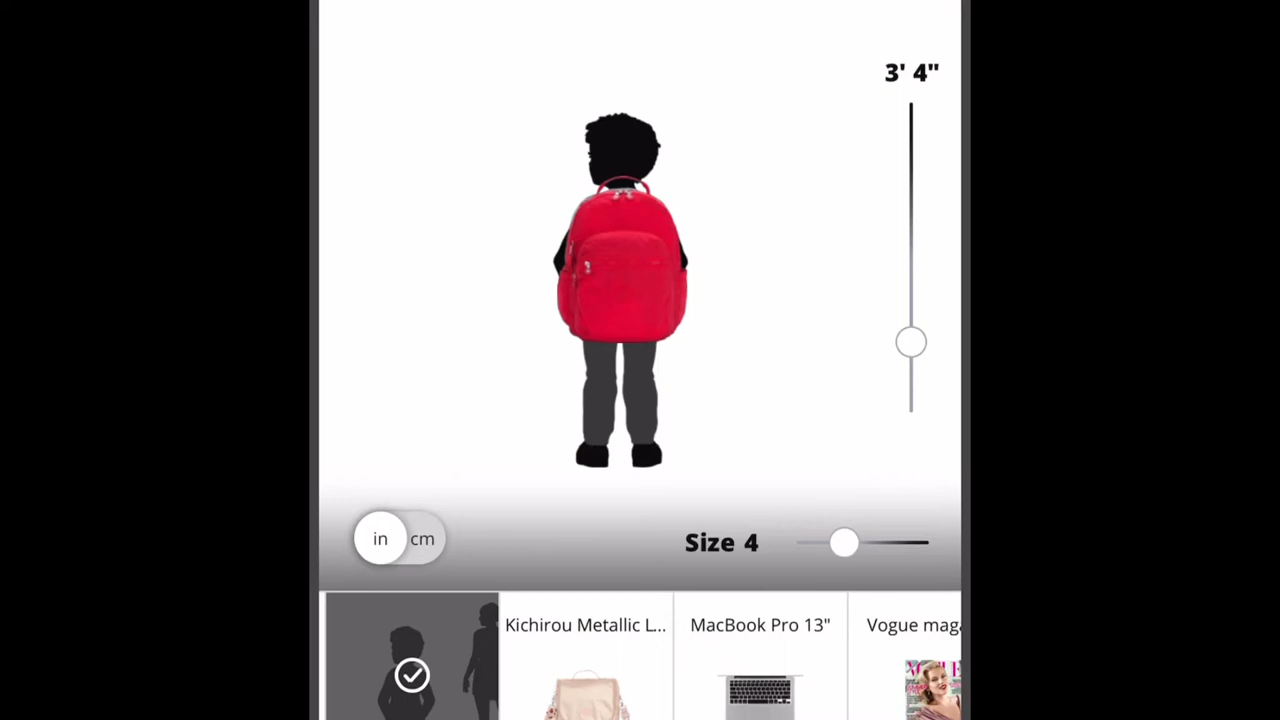 3' 4"
in cm
Size 4
Kichirou Metallic L...
MacBook Pro 13"
Vogue mag